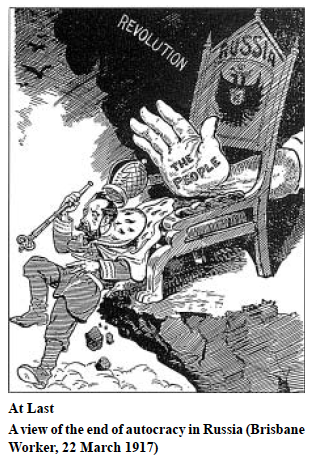 REVOLUTION
RUSSIA
THE
PEOPLE
At Last
A view of the end of autocracy in Russia (Brisbane
Worker, 22 March 1917)